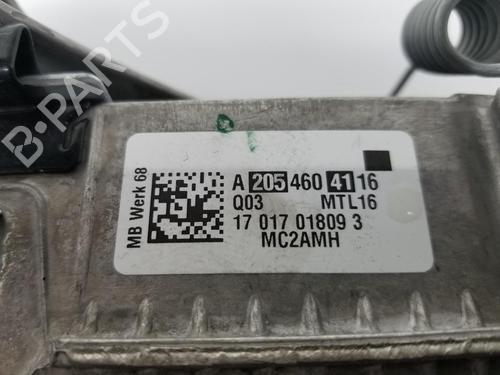 B-PARTS
MB Werk 68
A 205 460 41 16
Q03 MTL16
17 017 01809 3
MC2AMH